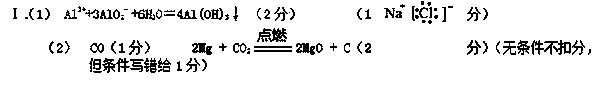 Ⅰ.(1) Al³⁺+3AlO₂⁻+6H₂O═4Al(OH)₃↓ (2分) (1 Na⁺[:Cl:]⁻ 分)
(2) CO(1分) 2Mg + CO₂ 点燃═══ 2MgO + C(2 分)(无条件不扣分,
但条件写错给1分)